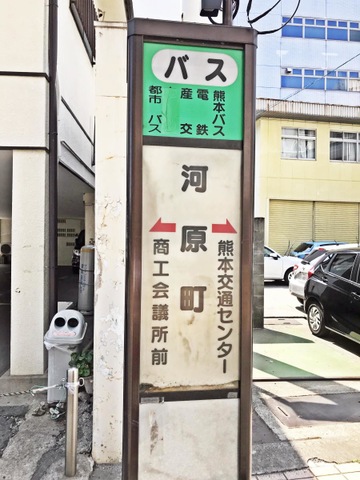 バス
熊本バス
電鉄
産交
都市バス
河原町
熊本交通センター
商工会議所前